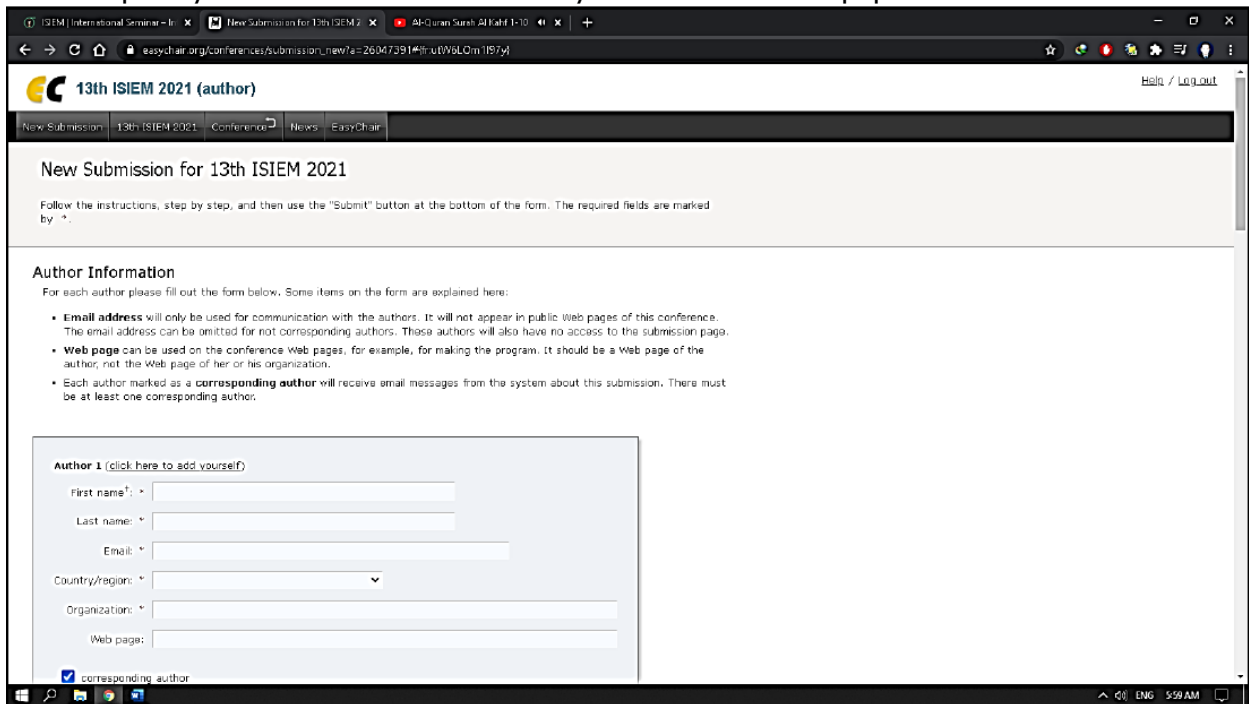 ISIEM | International Seminar – In
New Submission for 13th ISIEM 2
Al-Quran Surah Al Kahf 1-10
easychair.org/conferences/submission_new?a=26047391#
13th ISIEM 2021 (author)
Help / Log out
New Submission 13th ISIEM 2021 Conference News EasyChair
New Submission for 13th ISIEM 2021
Follow the instructions, step by step, and then use the "Submit" button at the bottom of the form. The required fields are marked
by *.
Author Information
For each author please fill out the form below. Some items on the form are explained here:
• Email address will only be used for communication with the authors. It will not appear in public Web pages of this conference.
The email address can be omitted for not corresponding authors. These authors will also have no access to the submission page.
• Web page can be used on the conference Web pages, for example, for making the program. It should be a Web page of the
author, not the Web page of her or his organization.
• Each author marked as a corresponding author will receive email messages from the system about this submission. There must
be at least one corresponding author.
Author 1 (click here to add yourself)
First name†: *
Last name: *
Email: *
Country/region: *
Organization: *
Web page:
corresponding author
ENG 5:59 AM